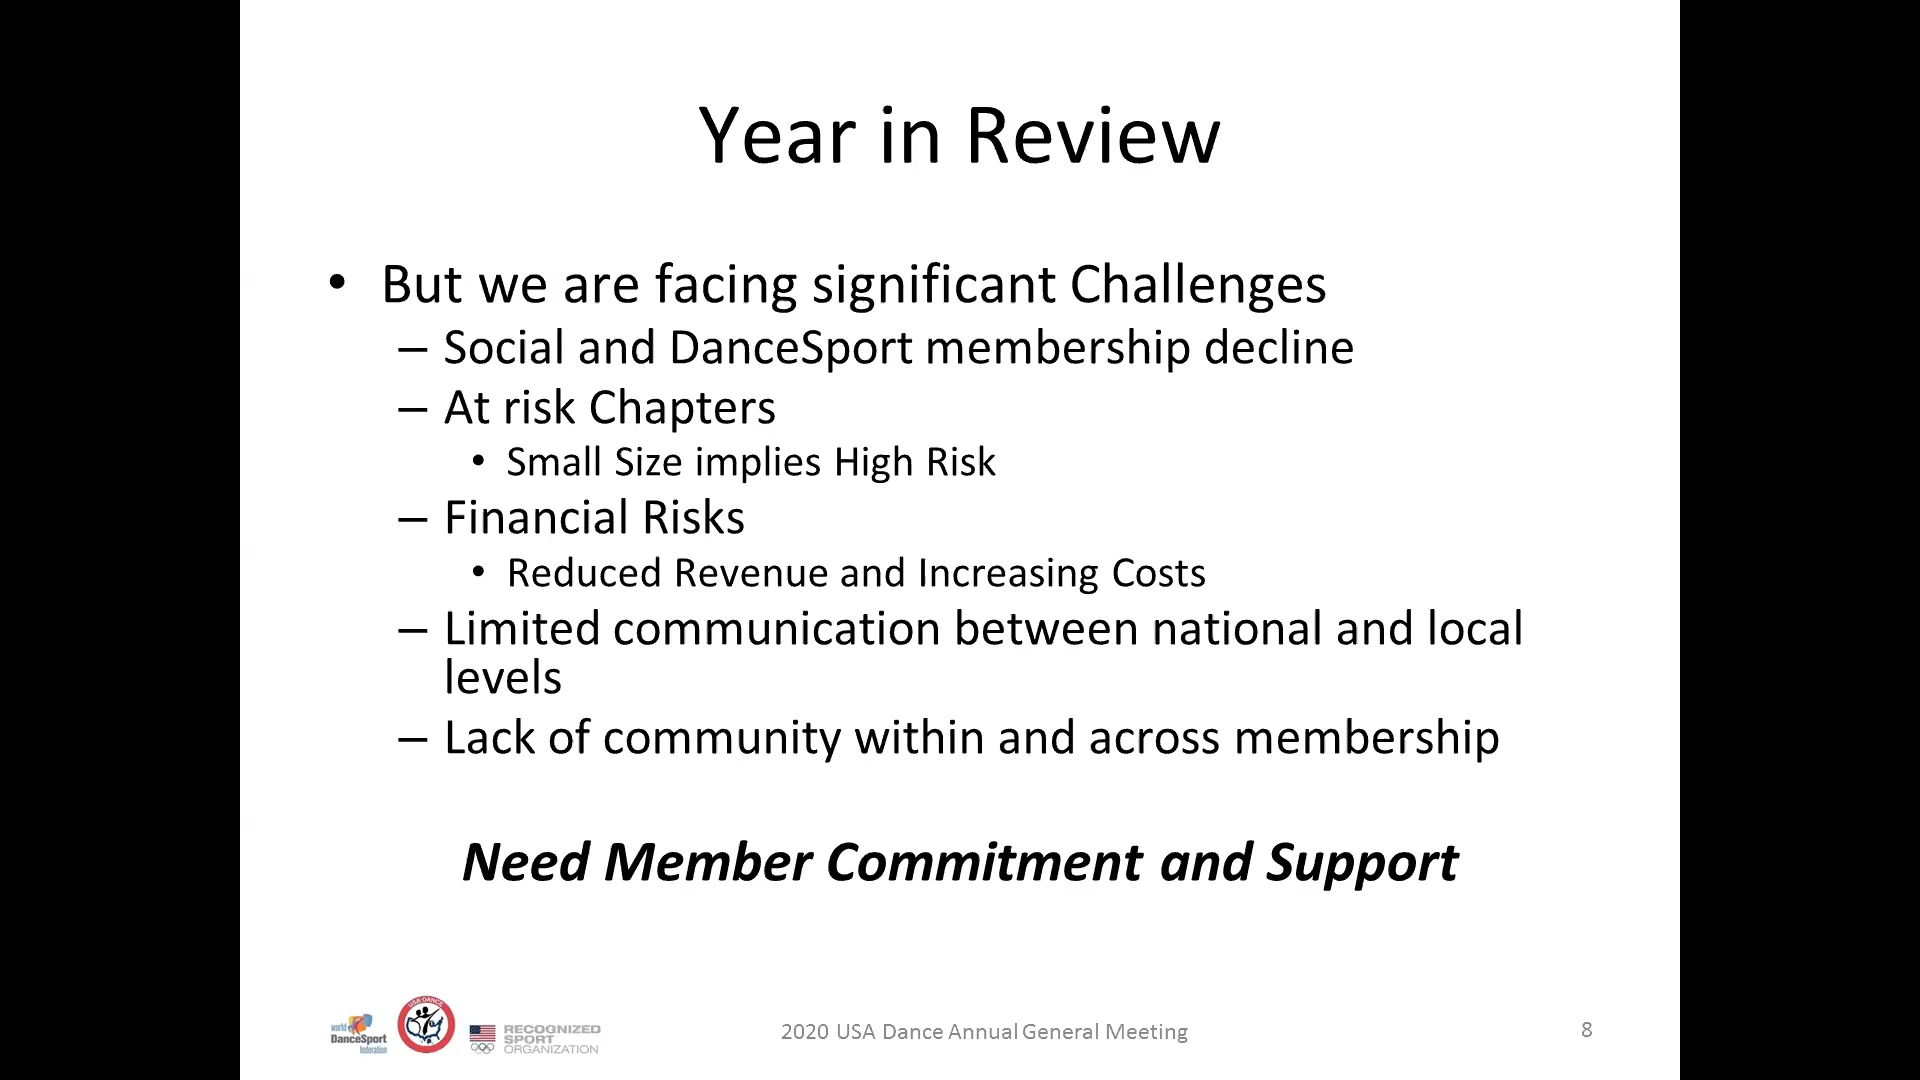 Year in Review
• But we are facing significant Challenges
– Social and DanceSport membership decline
– At risk Chapters
• Small Size implies High Risk
– Financial Risks
• Reduced Revenue and Increasing Costs
– Limited communication between national and local
levels
– Lack of community within and across membership
Need Member Commitment and Support
world
DanceSport
federation
USA DANCE
RECOGNIZED
SPORT
ORGANIZATION
2020 USA Dance Annual General Meeting
8